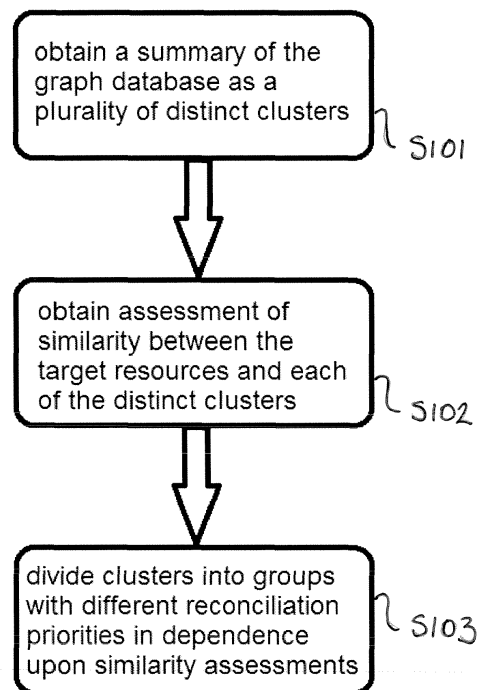 obtain a summary of the
graph database as a
plurality of distinct clusters
S101
obtain assessment of
similarity between the
target resources and each
of the distinct clusters
S102
divide clusters into groups
with different reconciliation
priorities in dependence
upon similarity assessments
S103